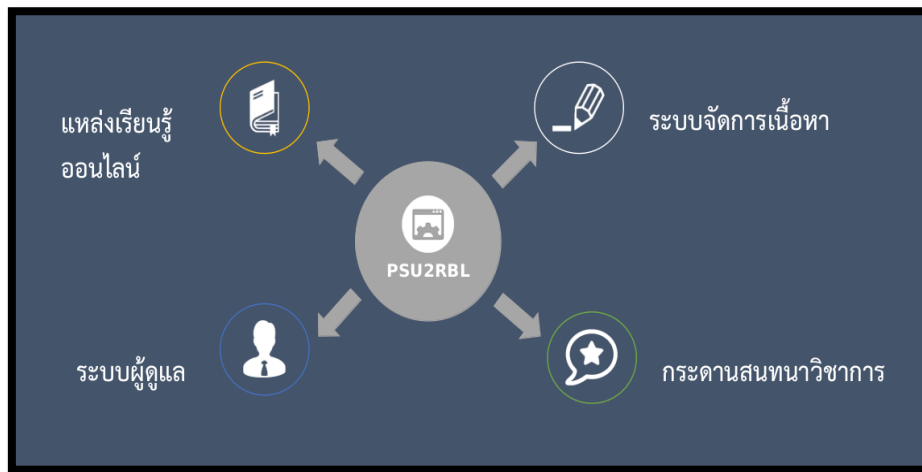 แหล่งเรียนรู้
ออนไลน์
ระบบจัดการเนื้อหา
PSU2RBL
ระบบผู้ดูแล
กระดานสนทนาวิชาการ